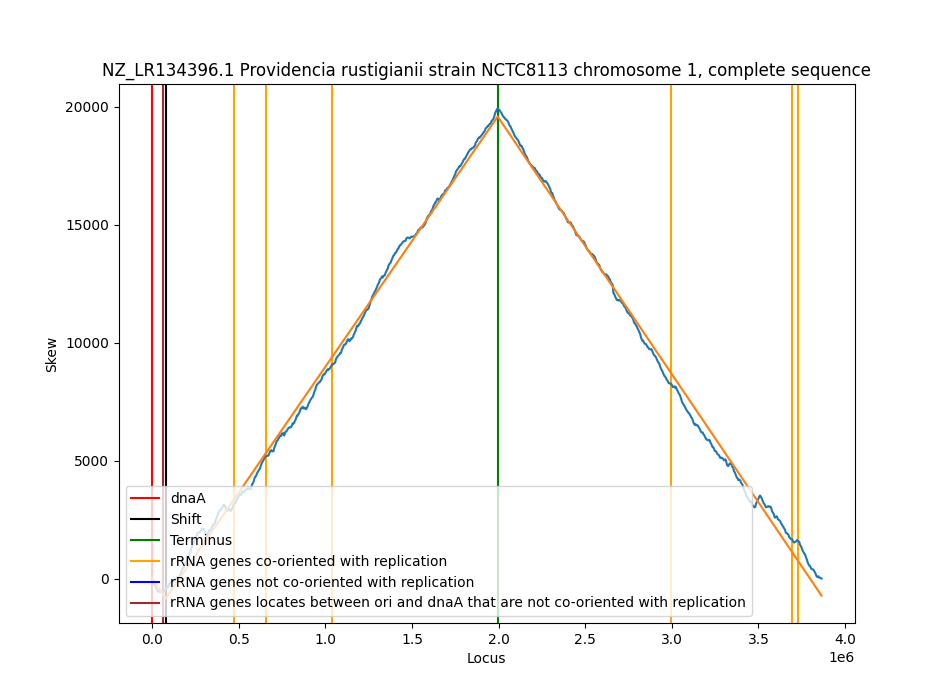 NZ_LR134396.1 Providencia rustigianii strain NCTC8113 chromosome 1, complete sequence
20000
15000
10000
5000
0
Skew
dnaA
Shift
Terminus
rRNA genes co-oriented with replication
rRNA genes not co-oriented with replication
rRNA genes locates between ori and dnaA that are not co-oriented with replication
0.0 0.5 1.0 1.5 2.0 2.5 3.0 3.5 4.0
1e6
Locus